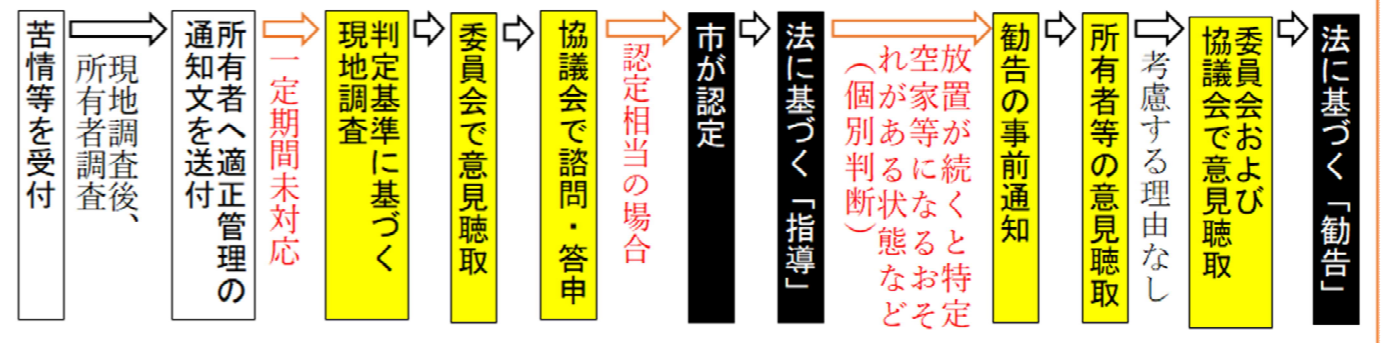 苦情等を受付
現地調査後、
所有者調査
所有者へ適正管理の
通知文を送付
一定期間未対応
判定基準に基づく
現地調査
委員会で意見聴取
協議会で諮問・答申
認定相当の場合
市が認定
法に基づく「指導」
放置が続くと特定
空家等になるおそ
れがある状態など
（個別判断）
勧告の事前通知
所有者等の意見聴取
考慮する理由なし
委員会および
協議会で意見聴取
法に基づく「勧告」